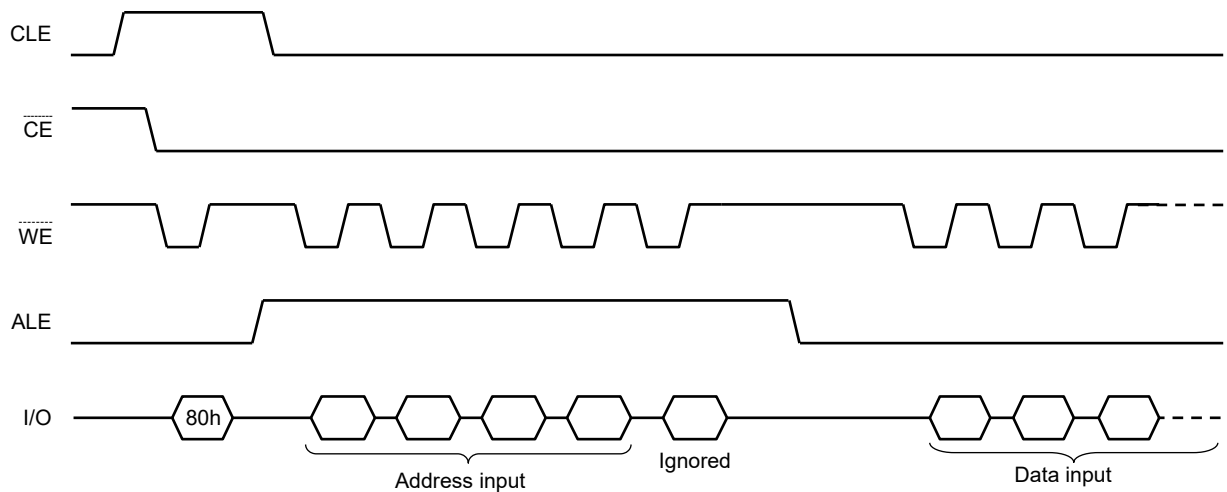 CLE
CE
WE
ALE
I/O
80h
Address input
Ignored
Data input